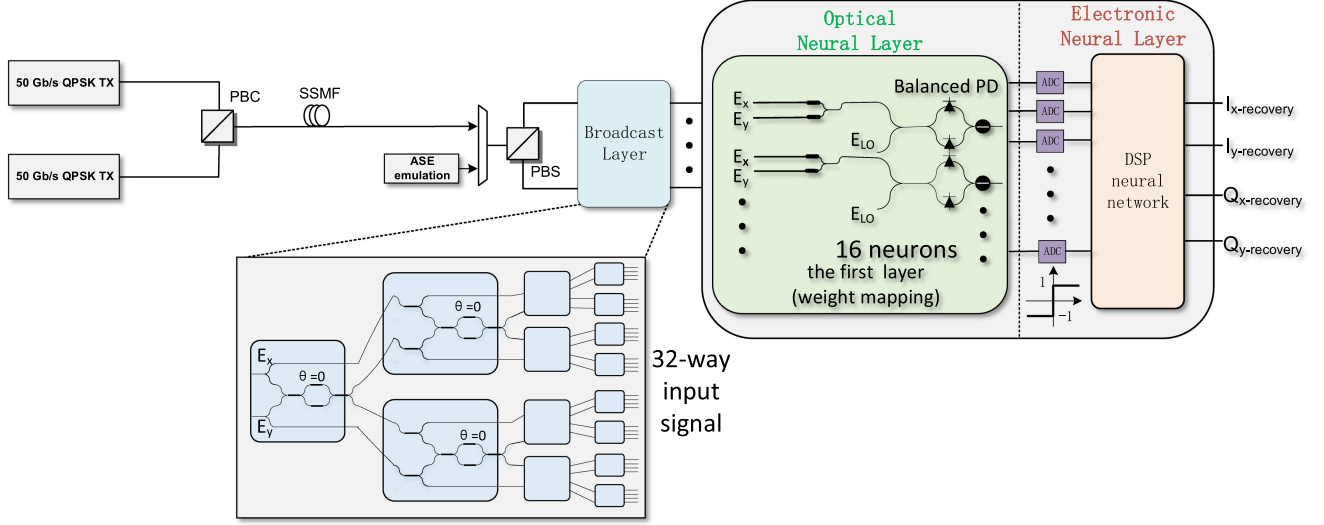 50 Gb/s QPSK TX
50 Gb/s QPSK TX
PBC
SSMF
ASE
emulation
PBS
Broadcast
Layer
Optical
Neural Layer
Electronic
Neural Layer
Balanced PD
Ex
Ey
ELO
Ex
Ey
ELO
16 neurons
the first layer
(weight mapping)
ADC
ADC
ADC
ADC
1
-1
DSP
neural
network
Ix-recovery
Iy-recovery
Qx-recovery
Qy-recovery
Ex
θ=0
Ey
θ=0
θ=0
32-way
input
signal